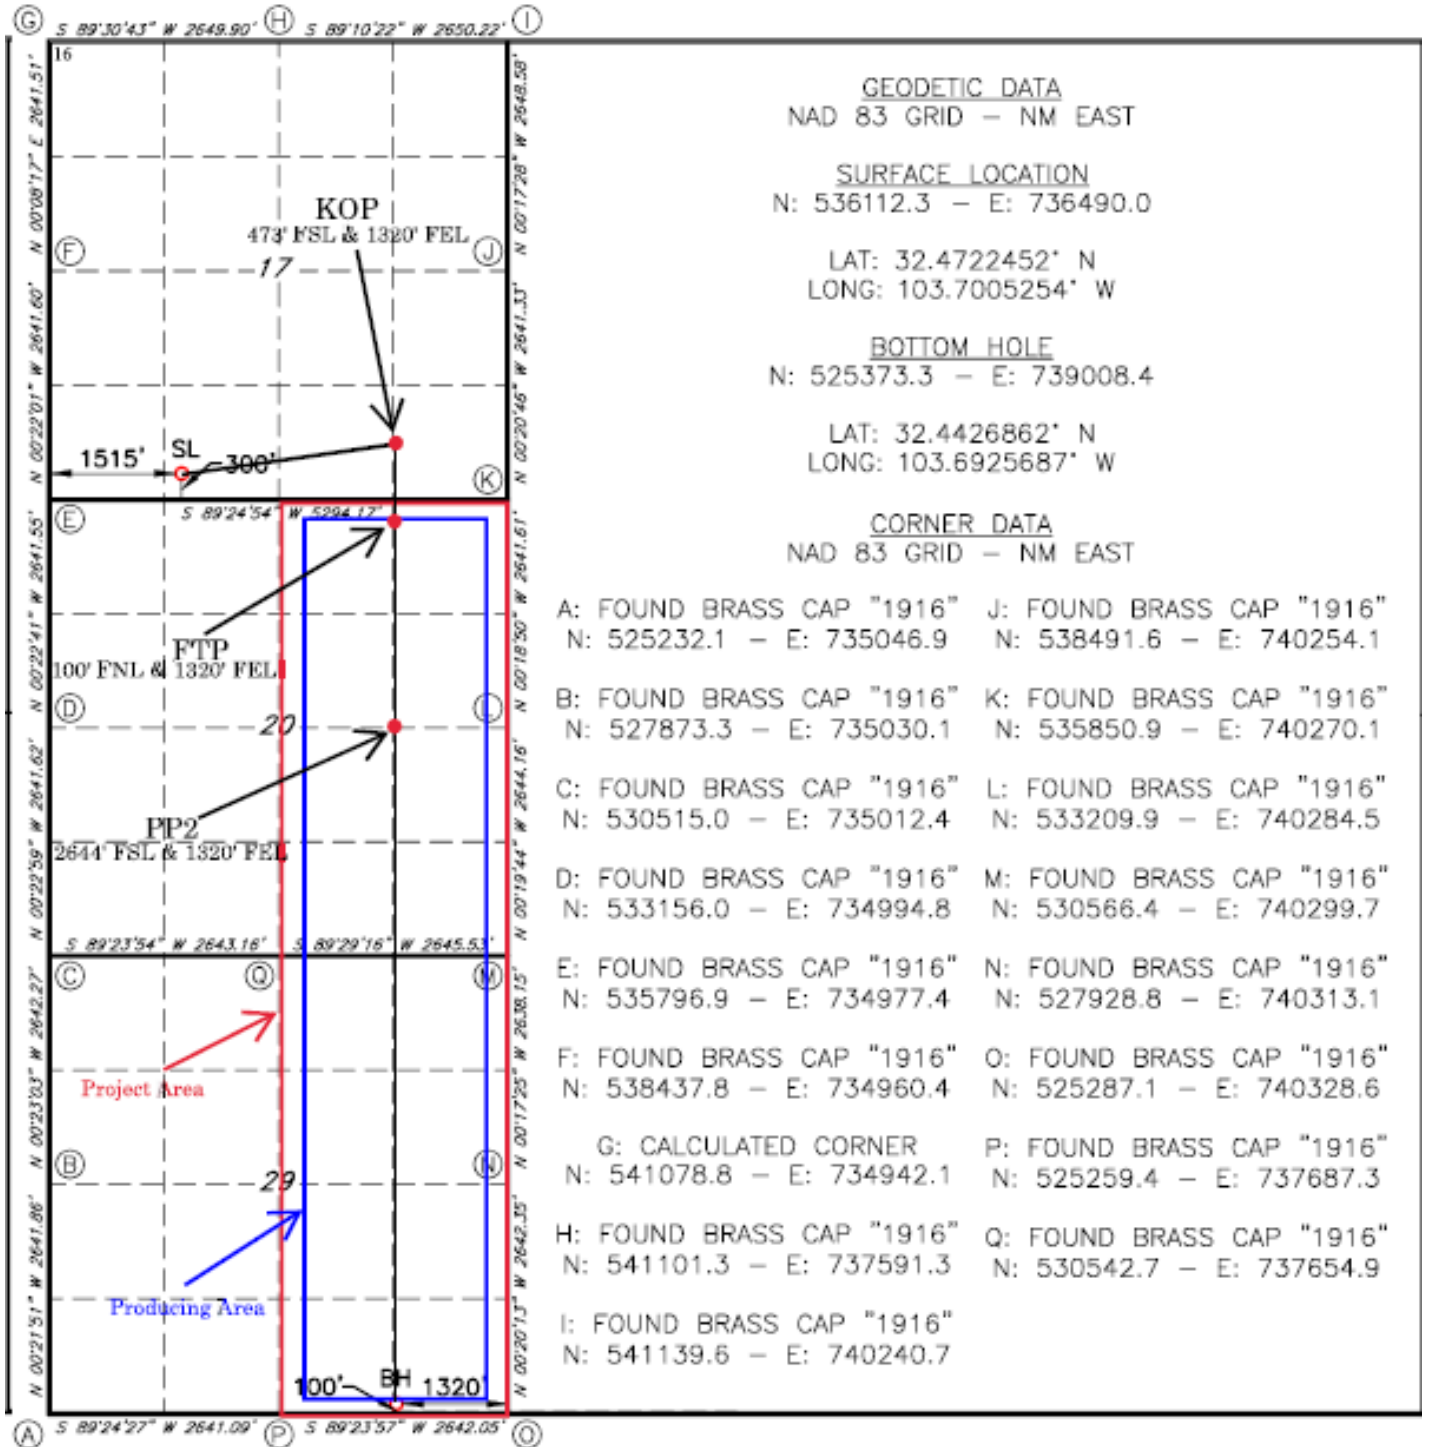 G S 89°30'43" W 2649.90' H S 89°10'22" W 2650.22' I
16
N 00°08'17" E 2641.51'
N 00°17'28" W 2648.58'
KOP
473' FSL & 1320' FEL
F J
17
N 00°22'01" W 2641.60'
N 00°20'46" W 2641.33'
1515' SL 300'
K
E S 89°24'54" W 5294.17'
N 00°22'41" W 2641.55'
N 00°18'50" W 2641.61'
FTP
100' FNL & 1320' FEL
D L
20
N 00°22'59" W 2641.62'
N 00°19'44" W 2644.16'
PP2
2644' FSL & 1320' FEL
S 89°23'54" W 2643.16' S 89°29'16" W 2645.53'
C Q M
N 00°23'03" W 2642.27'
N 00°17'25" W 2638.15'
Project Area
B N
29
N 00°21'51" W 2641.86'
N 00°20'13" W 2642.35'
Producing Area
100' BH 1320'
A S 89°24'27" W 2641.09' P S 89°23'57" W 2642.05' O
GEODETIC DATA
NAD 83 GRID – NM EAST
SURFACE LOCATION
N: 536112.3 – E: 736490.0
LAT: 32.4722452° N
LONG: 103.7005254° W
BOTTOM HOLE
N: 525373.3 – E: 739008.4
LAT: 32.4426862° N
LONG: 103.6925687° W
CORNER DATA
NAD 83 GRID – NM EAST
A: FOUND BRASS CAP "1916"
N: 525232.1 – E: 735046.9
B: FOUND BRASS CAP "1916"
N: 527873.3 – E: 735030.1
C: FOUND BRASS CAP "1916"
N: 530515.0 – E: 735012.4
D: FOUND BRASS CAP "1916"
N: 533156.0 – E: 734994.8
E: FOUND BRASS CAP "1916"
N: 535796.9 – E: 734977.4
F: FOUND BRASS CAP "1916"
N: 538437.8 – E: 734960.4
G: CALCULATED CORNER
N: 541078.8 – E: 734942.1
H: FOUND BRASS CAP "1916"
N: 541101.3 – E: 737591.3
I: FOUND BRASS CAP "1916"
N: 541139.6 – E: 740240.7
J: FOUND BRASS CAP "1916"
N: 538491.6 – E: 740254.1
K: FOUND BRASS CAP "1916"
N: 535850.9 – E: 740270.1
L: FOUND BRASS CAP "1916"
N: 533209.9 – E: 740284.5
M: FOUND BRASS CAP "1916"
N: 530566.4 – E: 740299.7
N: FOUND BRASS CAP "1916"
N: 527928.8 – E: 740313.1
O: FOUND BRASS CAP "1916"
N: 525287.1 – E: 740328.6
P: FOUND BRASS CAP "1916"
N: 525259.4 – E: 737687.3
Q: FOUND BRASS CAP "1916"
N: 530542.7 – E: 737654.9